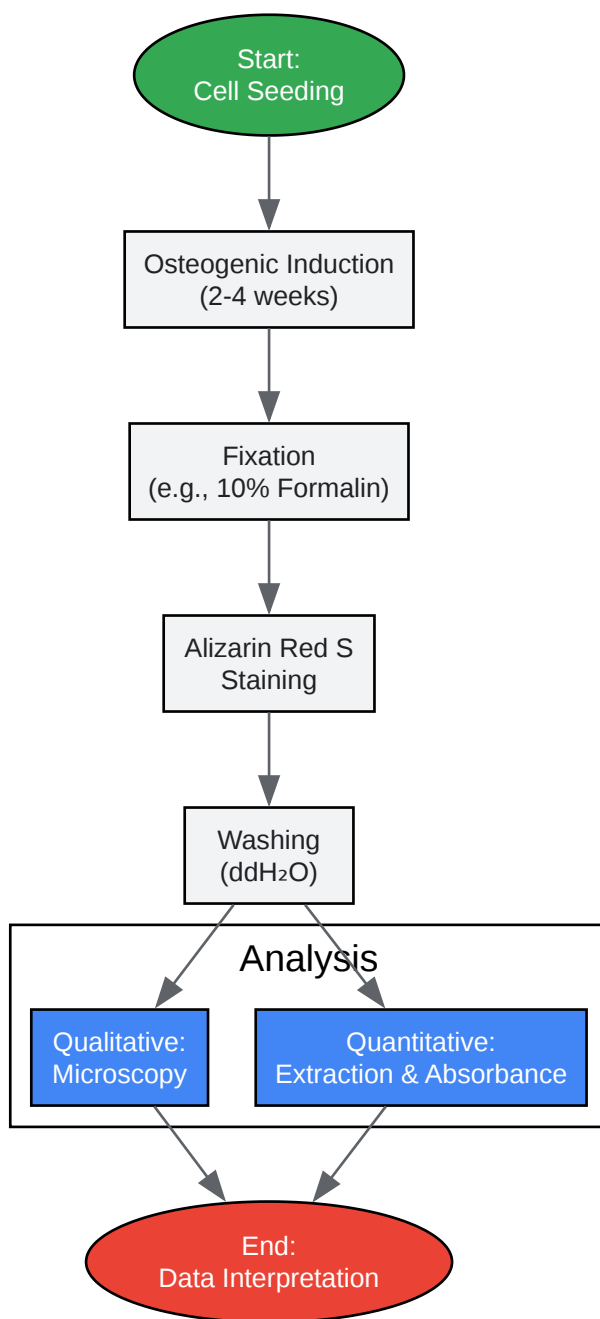 Start:
Cell Seeding
Osteogenic Induction
(2-4 weeks)
Fixation
(e.g., 10% Formalin)
Alizarin Red S
Staining
Washing
(ddH₂O)
Analysis
Qualitative:
Microscopy
Quantitative:
Extraction & Absorbance
End:
Data Interpretation